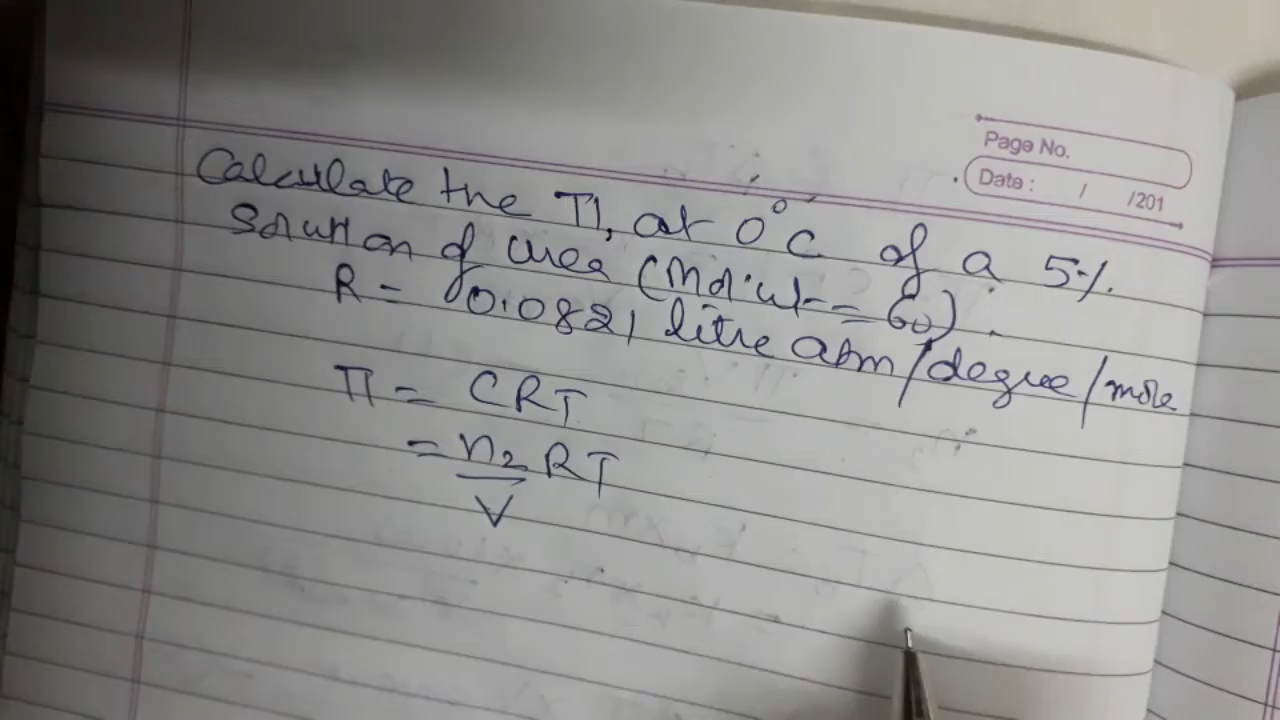 Page No.
Date: / /201
Calculate the π, at 0°C of a 5%.
Solution of urea (Mol.wt = 60).
R = 0.0821 litre atm/degree/mole
π = CRT
= n₂/V RT